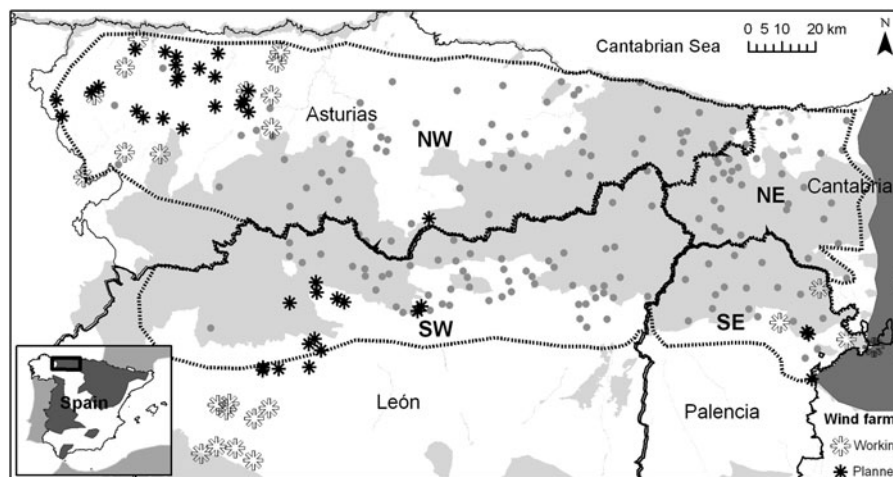 Cantabrian Sea
0 5 10 20 km
N
Asturias
NW
Cantabria
NE
SW
SE
Spain
León
Palencia
Wind farm
Workin
Planne